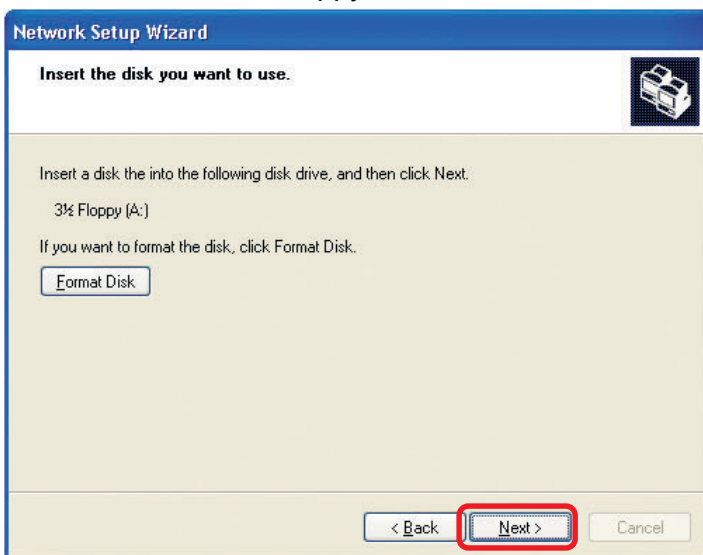 Network Setup Wizard
Insert the disk you want to use.
Insert a disk the into the following disk drive, and then click Next.
3½ Floppy (A:)
If you want to format the disk, click Format Disk.
Format Disk
< Back Next > Cancel